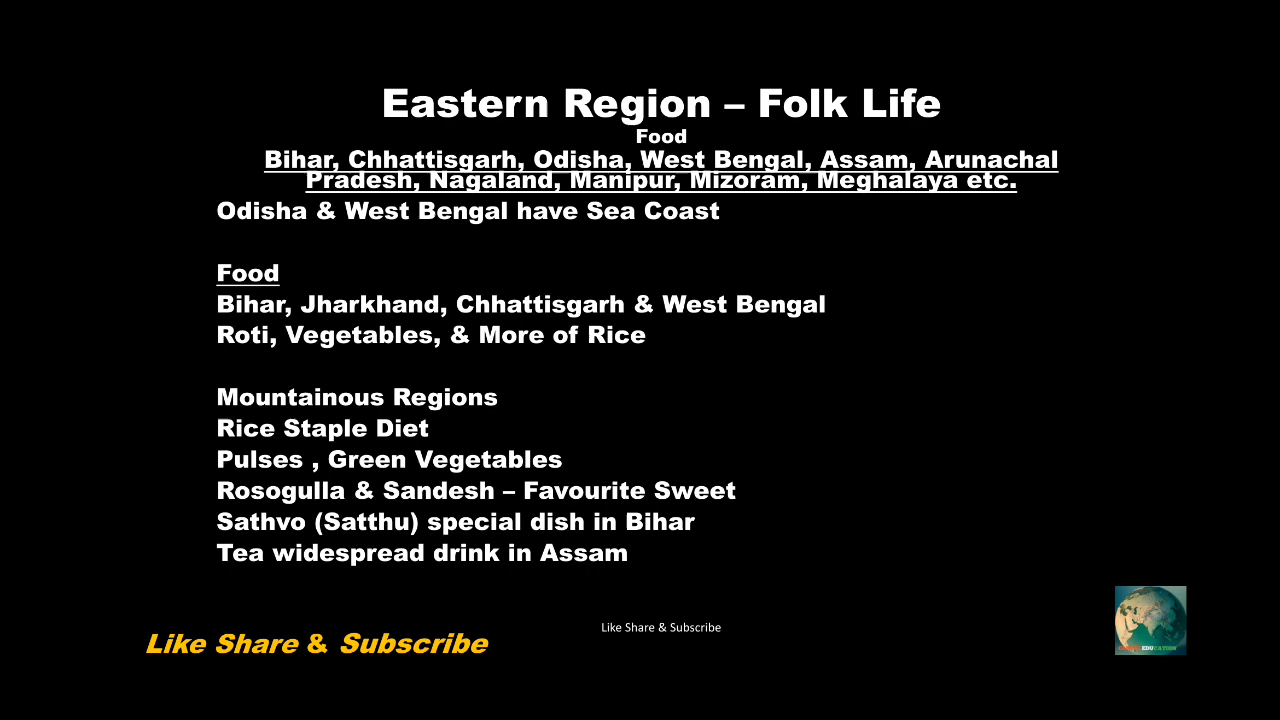 Eastern Region – Folk Life
Food
Bihar, Chhattisgarh, Odisha, West Bengal, Assam, Arunachal
Pradesh, Nagaland, Manipur, Mizoram, Meghalaya etc.
Odisha & West Bengal have Sea Coast
Food
Bihar, Jharkhand, Chhattisgarh & West Bengal
Roti, Vegetables, & More of Rice
Mountainous Regions
Rice Staple Diet
Pulses , Green Vegetables
Rosogulla & Sandesh – Favourite Sweet
Sathvo (Satthu) special dish in Bihar
Tea widespread drink in Assam
Like Share & Subscribe
Like Share & Subscribe
EDUCATION